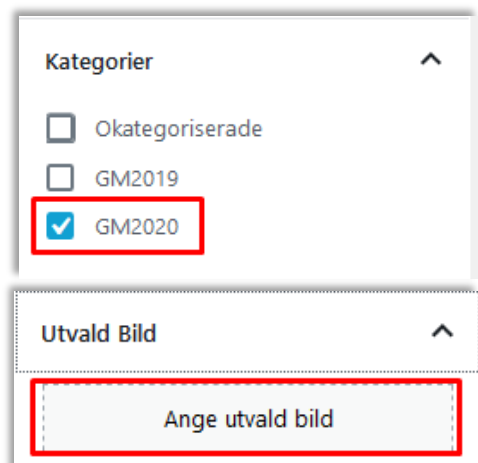 Kategorier
Okategoriserade
GM2019
GM2020
Utvald Bild
Ange utvald bild